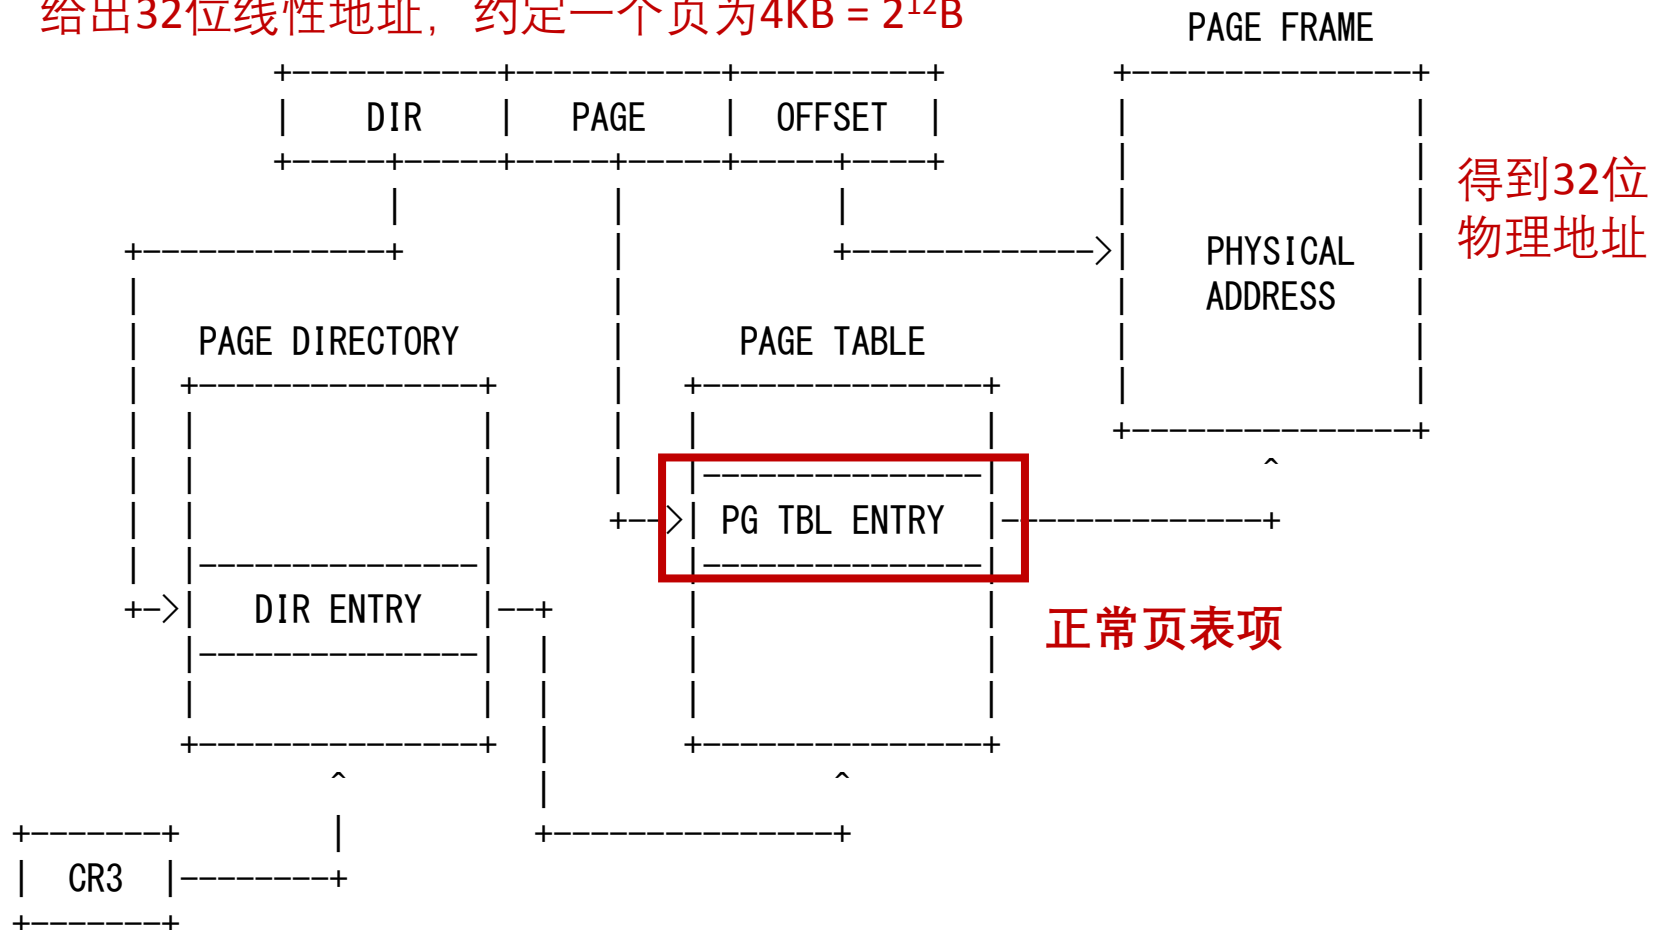 给出32位线性地址，约定一个页为4KB = 2¹²B
PAGE FRAME
DIR
PAGE
OFFSET
得到32位
物理地址
PHYSICAL
ADDRESS
PAGE DIRECTORY
PAGE TABLE
PG TBL ENTRY
DIR ENTRY
正常页表项
CR3